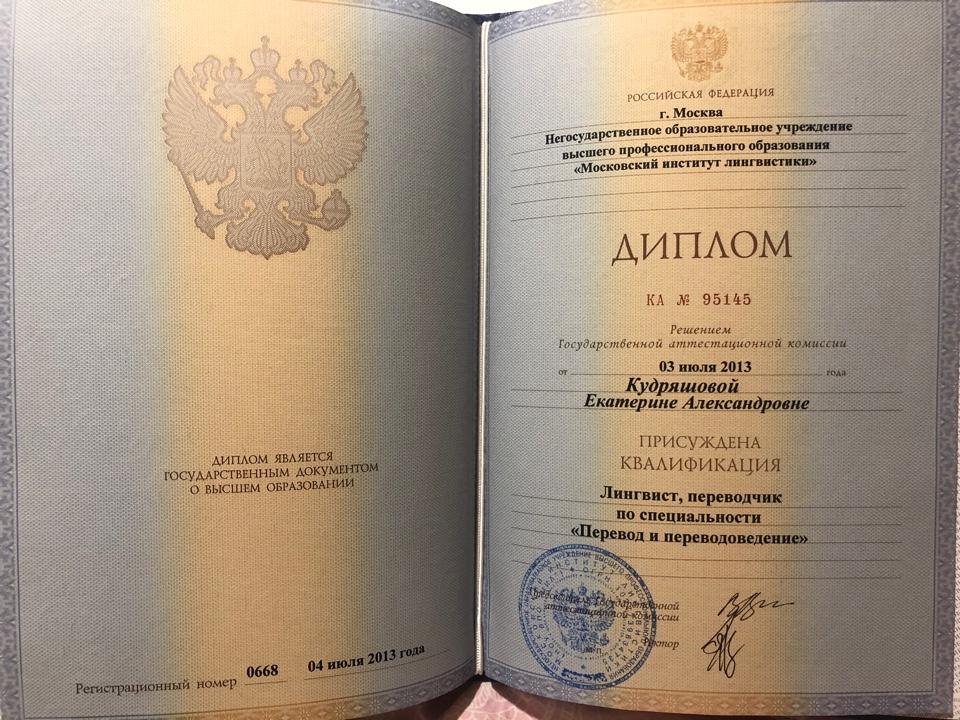 ДИПЛОМ ЯВЛЯЕТСЯ
ГОСУДАРСТВЕННЫМ ДОКУМЕНТОМ
О ВЫСШЕМ ОБРАЗОВАНИИ
Регистрационный номер 0668 04 июля 2013 года
РОССИЙСКАЯ ФЕДЕРАЦИЯ
г. Москва
Негосударственное образовательное учреждение
высшего профессионального образования
«Московский институт лингвистики»
ДИПЛОМ
КА № 95145
Решением
Государственной аттестационной комиссии
от 03 июля 2013 года
Кудряшовой
Екатерине Александровне
ПРИСУЖДЕНА
КВАЛИФИКАЦИЯ
Лингвист, переводчик
по специальности
«Перевод и переводоведение»
Председатель Государственной
аттестационной комиссии
Ректор